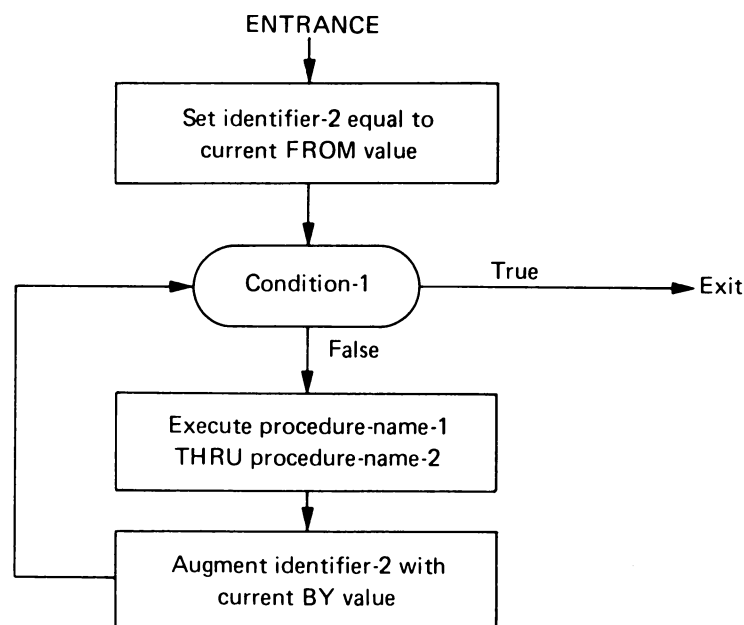 ENTRANCE
Set identifier-2 equal to
current FROM value
Condition-1
True
Exit
False
Execute procedure-name-1
THRU procedure-name-2
Augment identifier-2 with
current BY value